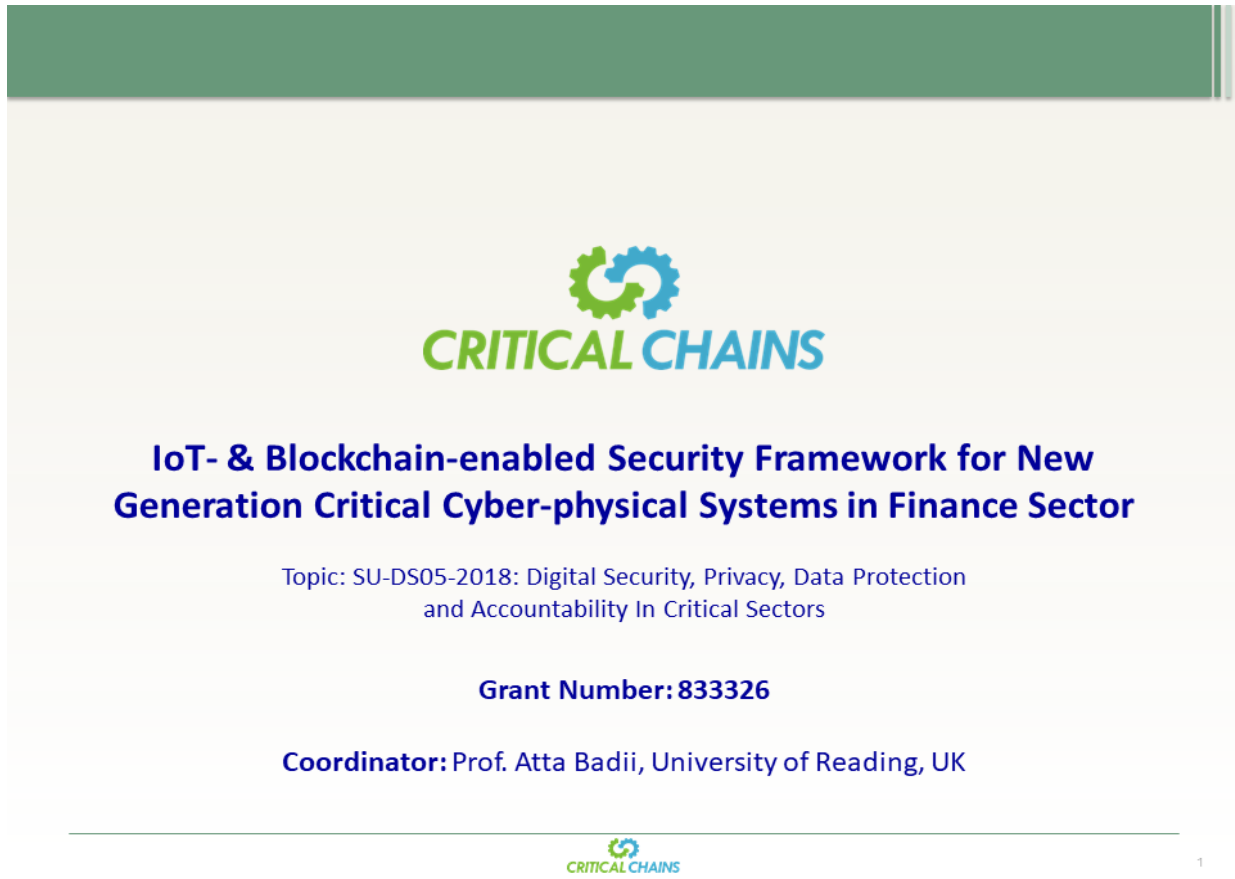 CRITICAL CHAINS
IoT- & Blockchain-enabled Security Framework for New
Generation Critical Cyber-physical Systems in Finance Sector
Topic: SU-DS05-2018: Digital Security, Privacy, Data Protection
and Accountability In Critical Sectors
Grant Number: 833326
Coordinator: Prof. Atta Badii, University of Reading, UK
CRITICAL CHAINS
1